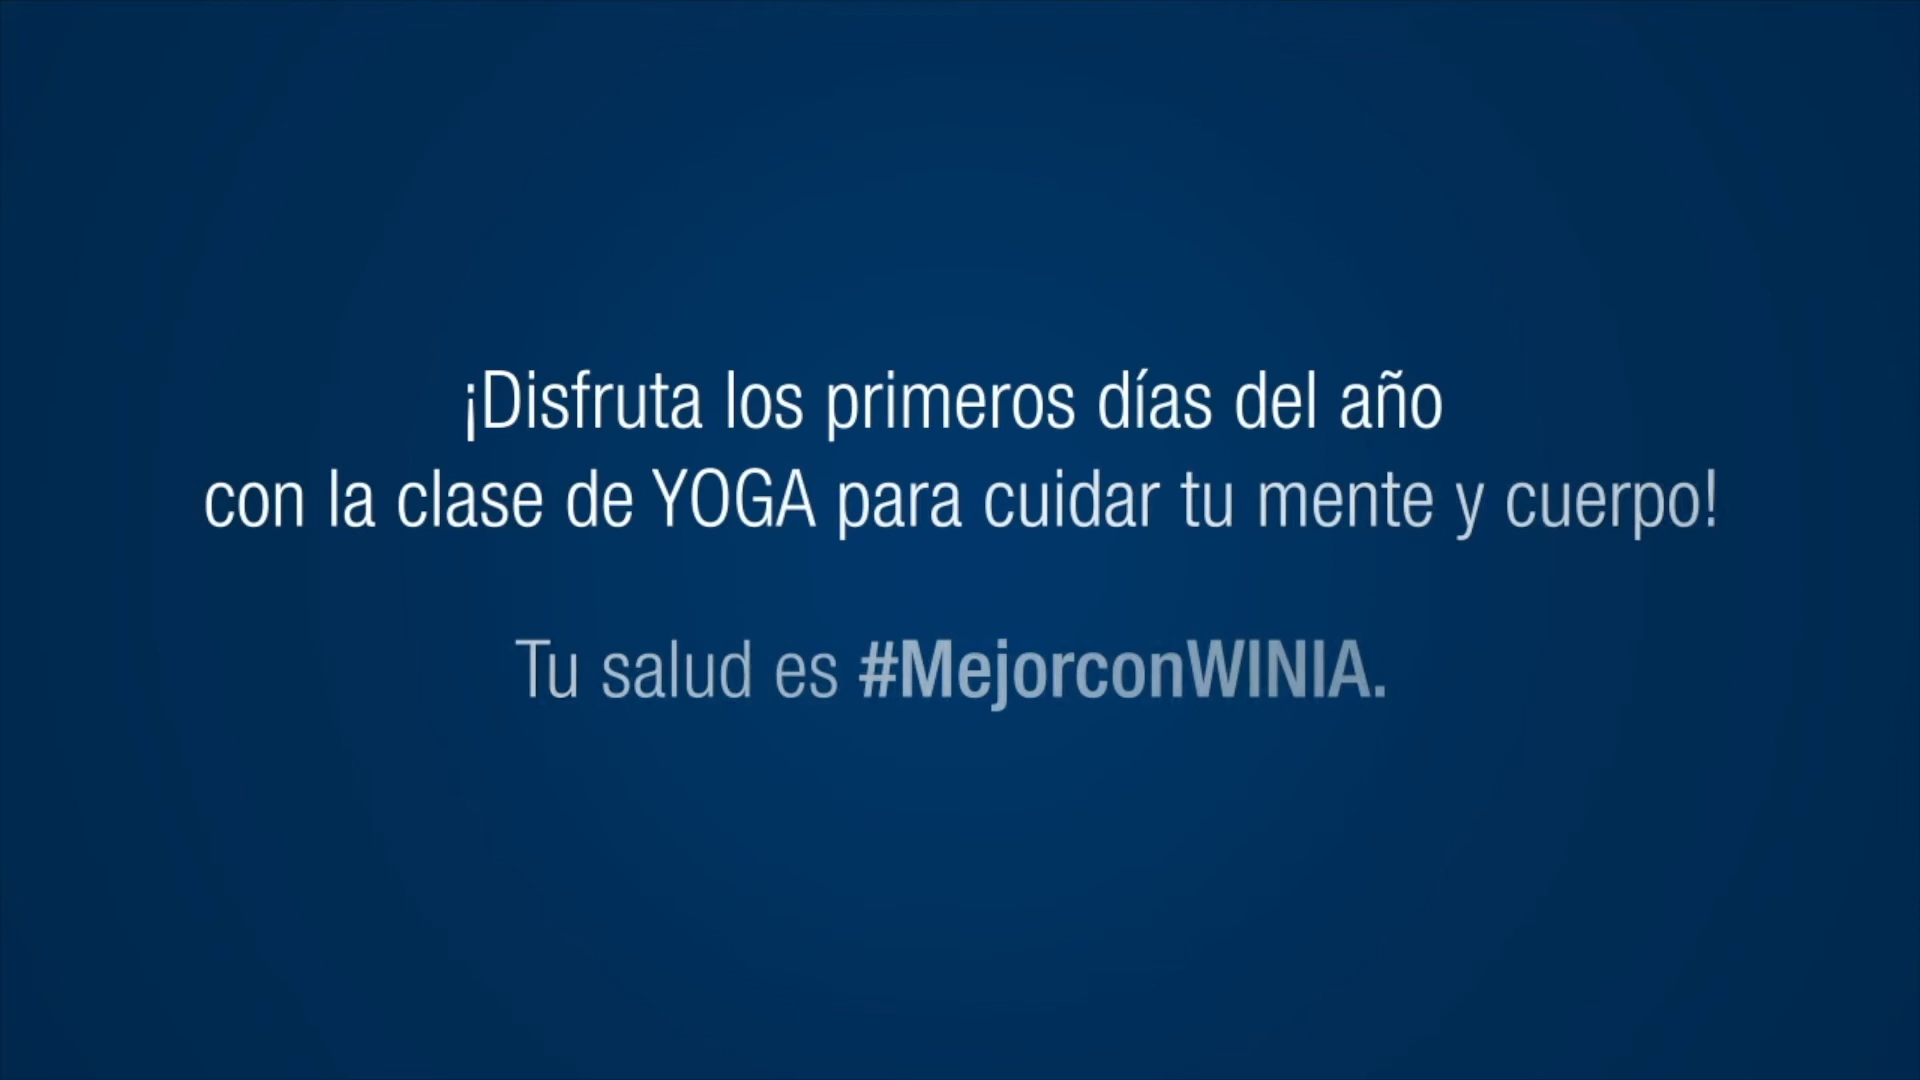 ¡Disfruta los primeros días del año
con la clase de YOGA para cuidar tu mente y cuerpo!
Tu salud es #MejorconWINIA.